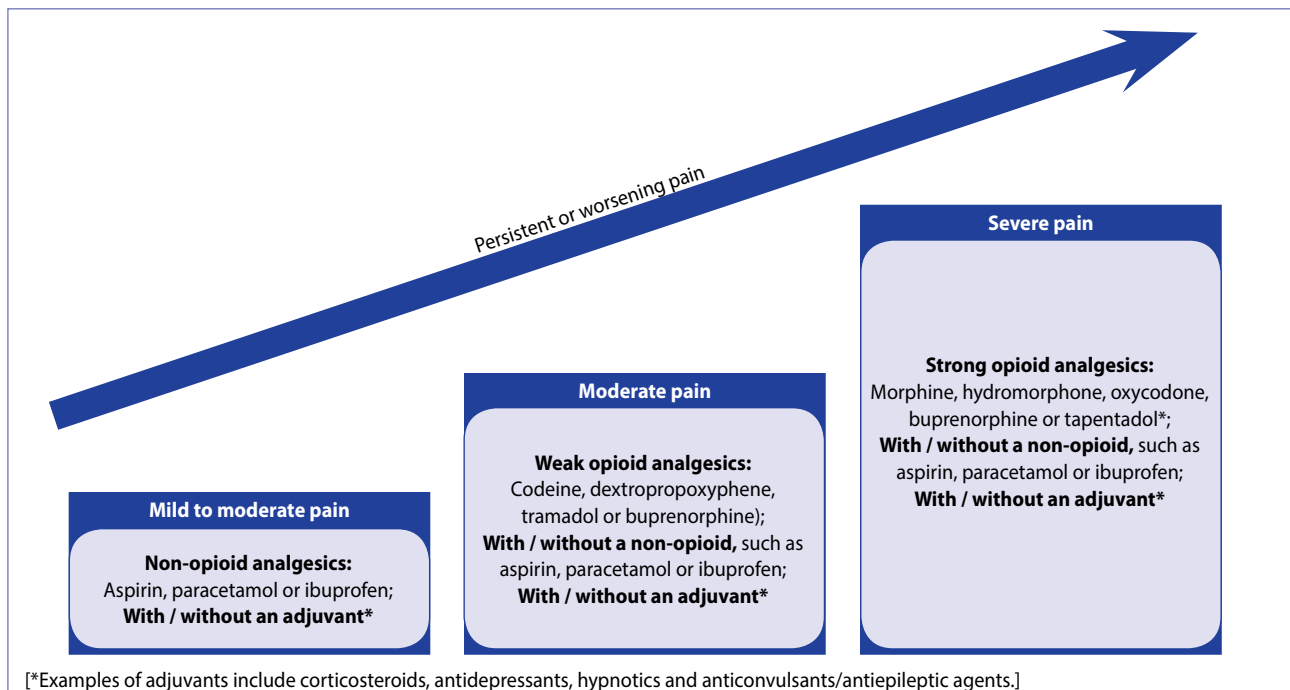 Persistent or worsening pain
Severe pain
Strong opioid analgesics:
Morphine, hydromorphone, oxycodone,
buprenorphine or tapentadol*;
With / without a non-opioid, such as
aspirin, paracetamol or ibuprofen;
With / without an adjuvant*
Moderate pain
Weak opioid analgesics:
Codeine, dextropropoxyphene,
tramadol or buprenorphine);
With / without a non-opioid, such as
aspirin, paracetamol or ibuprofen;
With / without an adjuvant*
Mild to moderate pain
Non-opioid analgesics:
Aspirin, paracetamol or ibuprofen;
With / without an adjuvant*
[*Examples of adjuvants include corticosteroids, antidepressants, hypnotics and anticonvulsants/antiepileptic agents.]